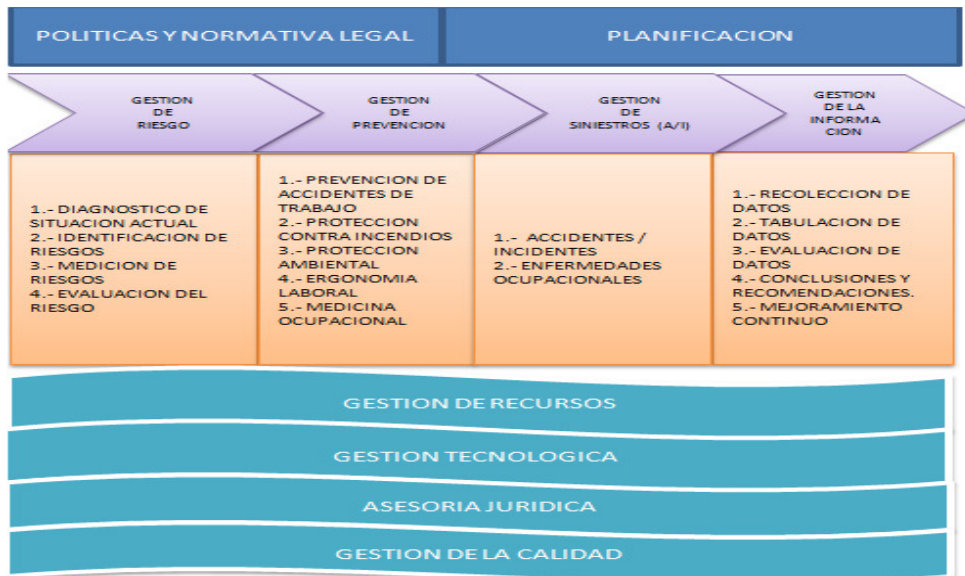 POLITICAS Y NORMATIVA LEGAL
PLANIFICACION
GESTION
DE
RIESGO
GESTION
DE
PREVENCION
GESTION
DE
SINIESTROS (A/I)
GESTION
DE LA
INFORMA
CION
1.- DIAGNOSTICO DE
SITUACION ACTUAL
2.- IDENTIFICACION DE
RIESGOS
3.- MEDICION DE
RIESGOS
4.- EVALUACION DEL
RIESGO
1.- PREVENCION DE
ACCIDENTES DE
TRABAJO
2.- PROTECCION
CONTRA INCENDIOS
3.- PROTECCION
AMBIENTAL
4.- ERGONOMIA
LABORAL
5.- MEDICINA
OCUPACIONAL
1.- ACCIDENTES /
INCIDENTES
2.- ENFERMEDADES
OCUPACIONALES
1.- RECOLECCION DE
DATOS
2.- TABULACION DE
DATOS
3.- EVALUACION DE
DATOS
4.- CONCLUSIONES Y
RECOMENDACIONES.
5.- MEJORAMIENTO
CONTINUO
GESTION DE RECURSOS
GESTION TECNOLOGICA
ASESORIA JURIDICA
GESTION DE LA CALIDAD